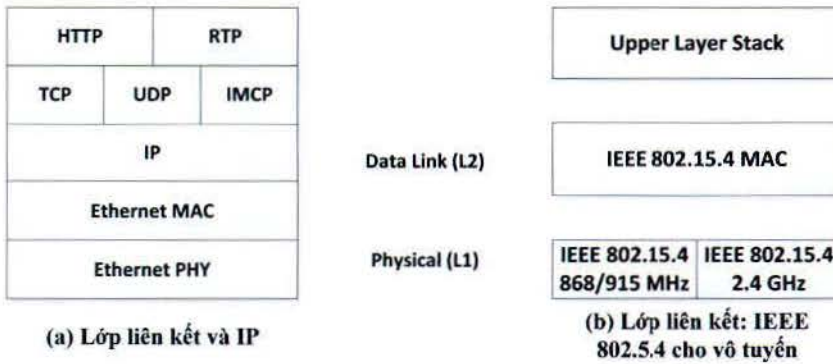 HTTP RTP
TCP UDP IMCP
IP
Ethernet MAC
Ethernet PHY
(a) Lớp liên kết và IP
Data Link (L2)
Physical (L1)
Upper Layer Stack
IEEE 802.15.4 MAC
IEEE 802.15.4 IEEE 802.15.4
868/915 MHz 2.4 GHz
(b) Lớp liên kết: IEEE
802.5.4 cho vô tuyến